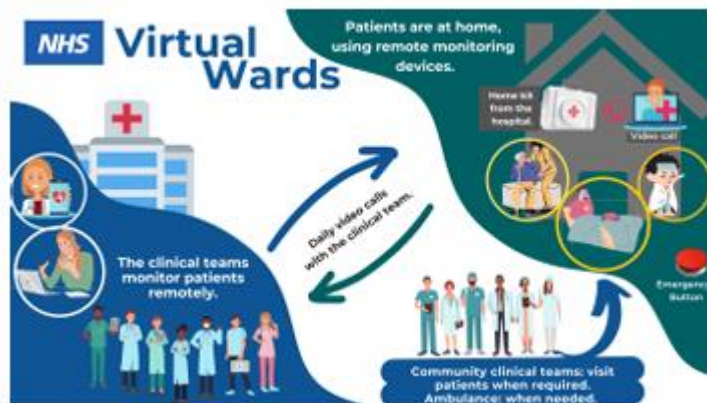 NHS
Virtual
Wards
Patients are at home,
using remote monitoring
devices.
Home kit
from the
hospital
Video call
Daily video calls
with the clinical team.
The clinical teams
monitor patients
remotely.
Emergency
Button
Community clinical teams: visit
patients when required.
Ambulance: when needed.